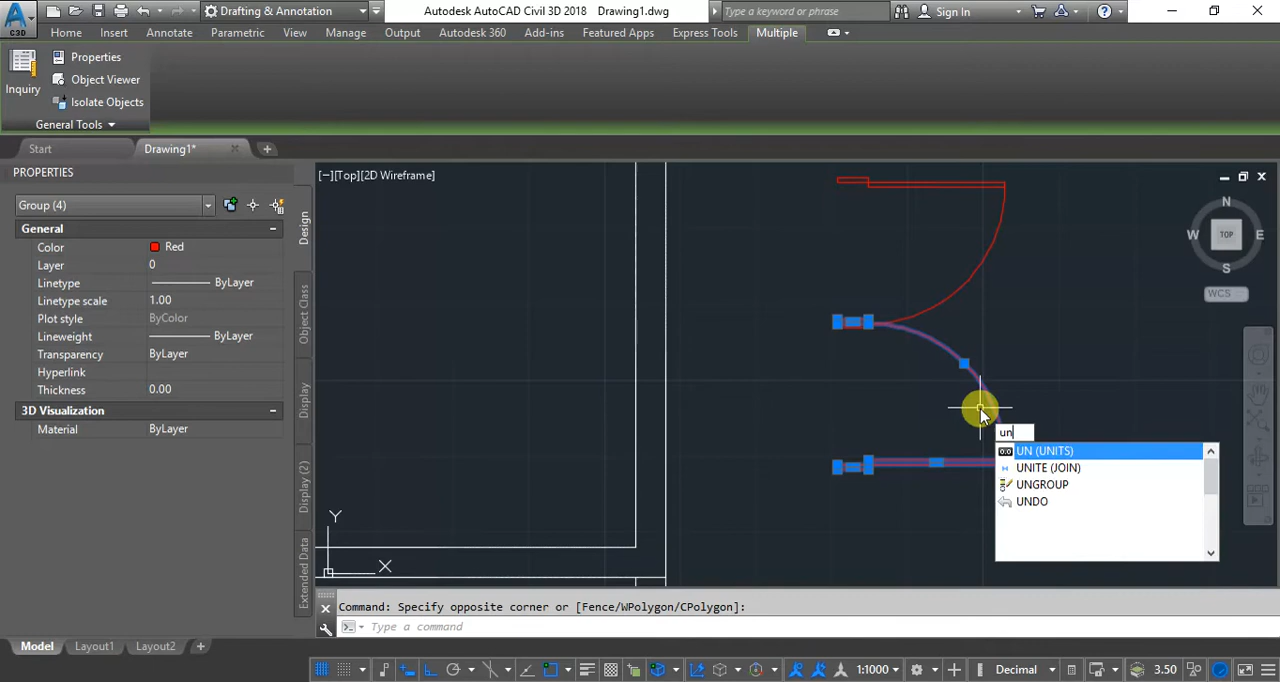 Drafting & Annotation
Autodesk AutoCAD Civil 3D 2018 Drawing1.dwg
Type a keyword or phrase
Sign In
C3D
Home Insert Annotate Parametric View Manage Output Autodesk 360 Add-ins Featured Apps Express Tools Multiple
Inquiry
Properties
Object Viewer
Isolate Objects
General Tools
Start
Drawing1*
PROPERTIES
Group (4)
General
Color Red
Layer 0
Linetype ByLayer
Linetype scale 1.00
Plot style ByColor
Lineweight ByLayer
Transparency ByLayer
Hyperlink
Thickness 0.00
3D Visualization
Material ByLayer
Design
Object Class
Display
Display (2)
Extended Data
[−][Top][2D Wireframe]
N
W TOP E
S
WCS
un
UN (UNITS)
UNITE (JOIN)
UNGROUP
UNDO
Y
X
Command: Specify opposite corner or [Fence/WPolygon/CPolygon]:
Type a command
Model Layout1 Layout2
1:1000
Decimal
3.50